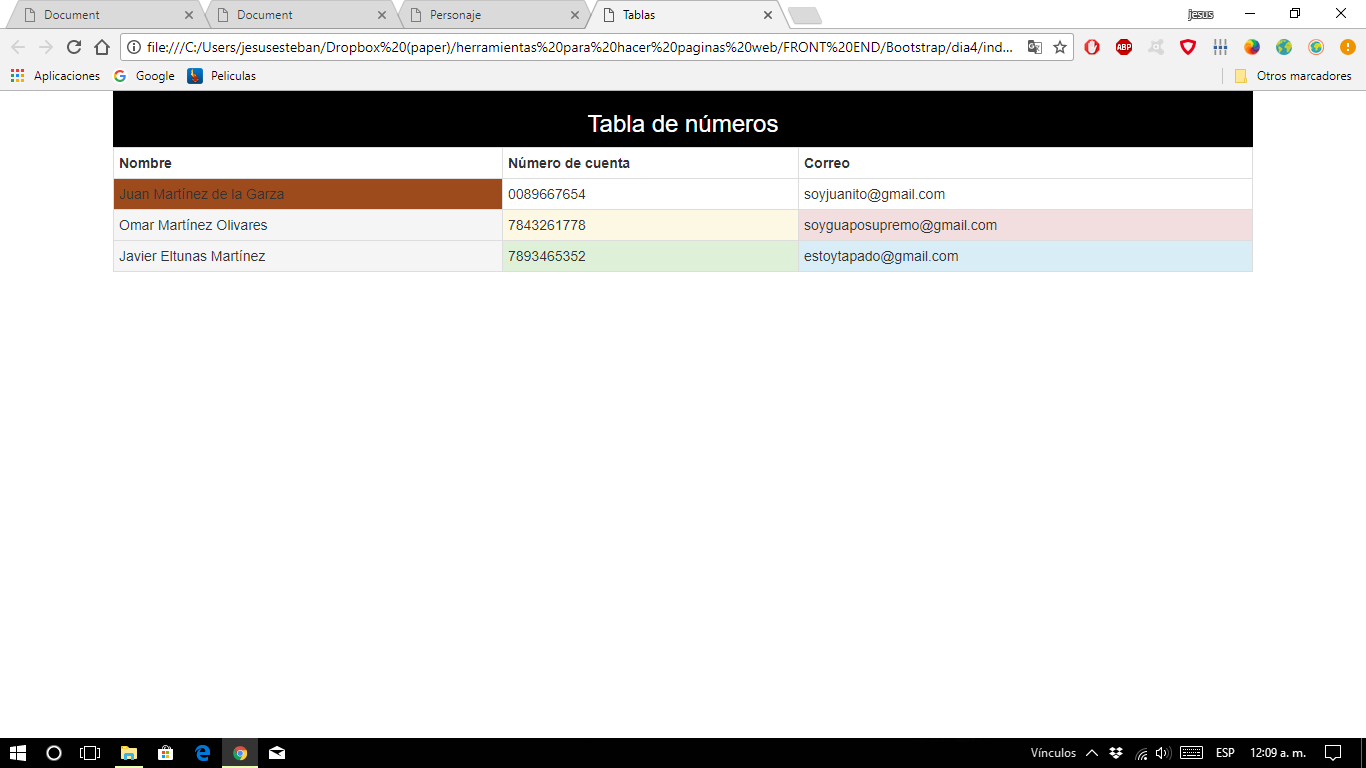 Document
Document
Personaje
Tablas
jesus
file:///C:/Users/jesusesteban/Dropbox%20(paper)/herramientas%20para%20hacer%20paginas%20web/FRONT%20END/Bootstrap/dia4/ind...
ABP
Aplicaciones
Google
Peliculas
Otros marcadores
Tabla de números
Nombre Número de cuenta Correo
Juan Martínez de la Garza 0089667654 soyjuanito@gmail.com
Omar Martínez Olivares 7843261778 soyguaposupremo@gmail.com
Javier Eltunas Martínez 7893465352 estoytapado@gmail.com
Vínculos
ESP
12:09 a. m.